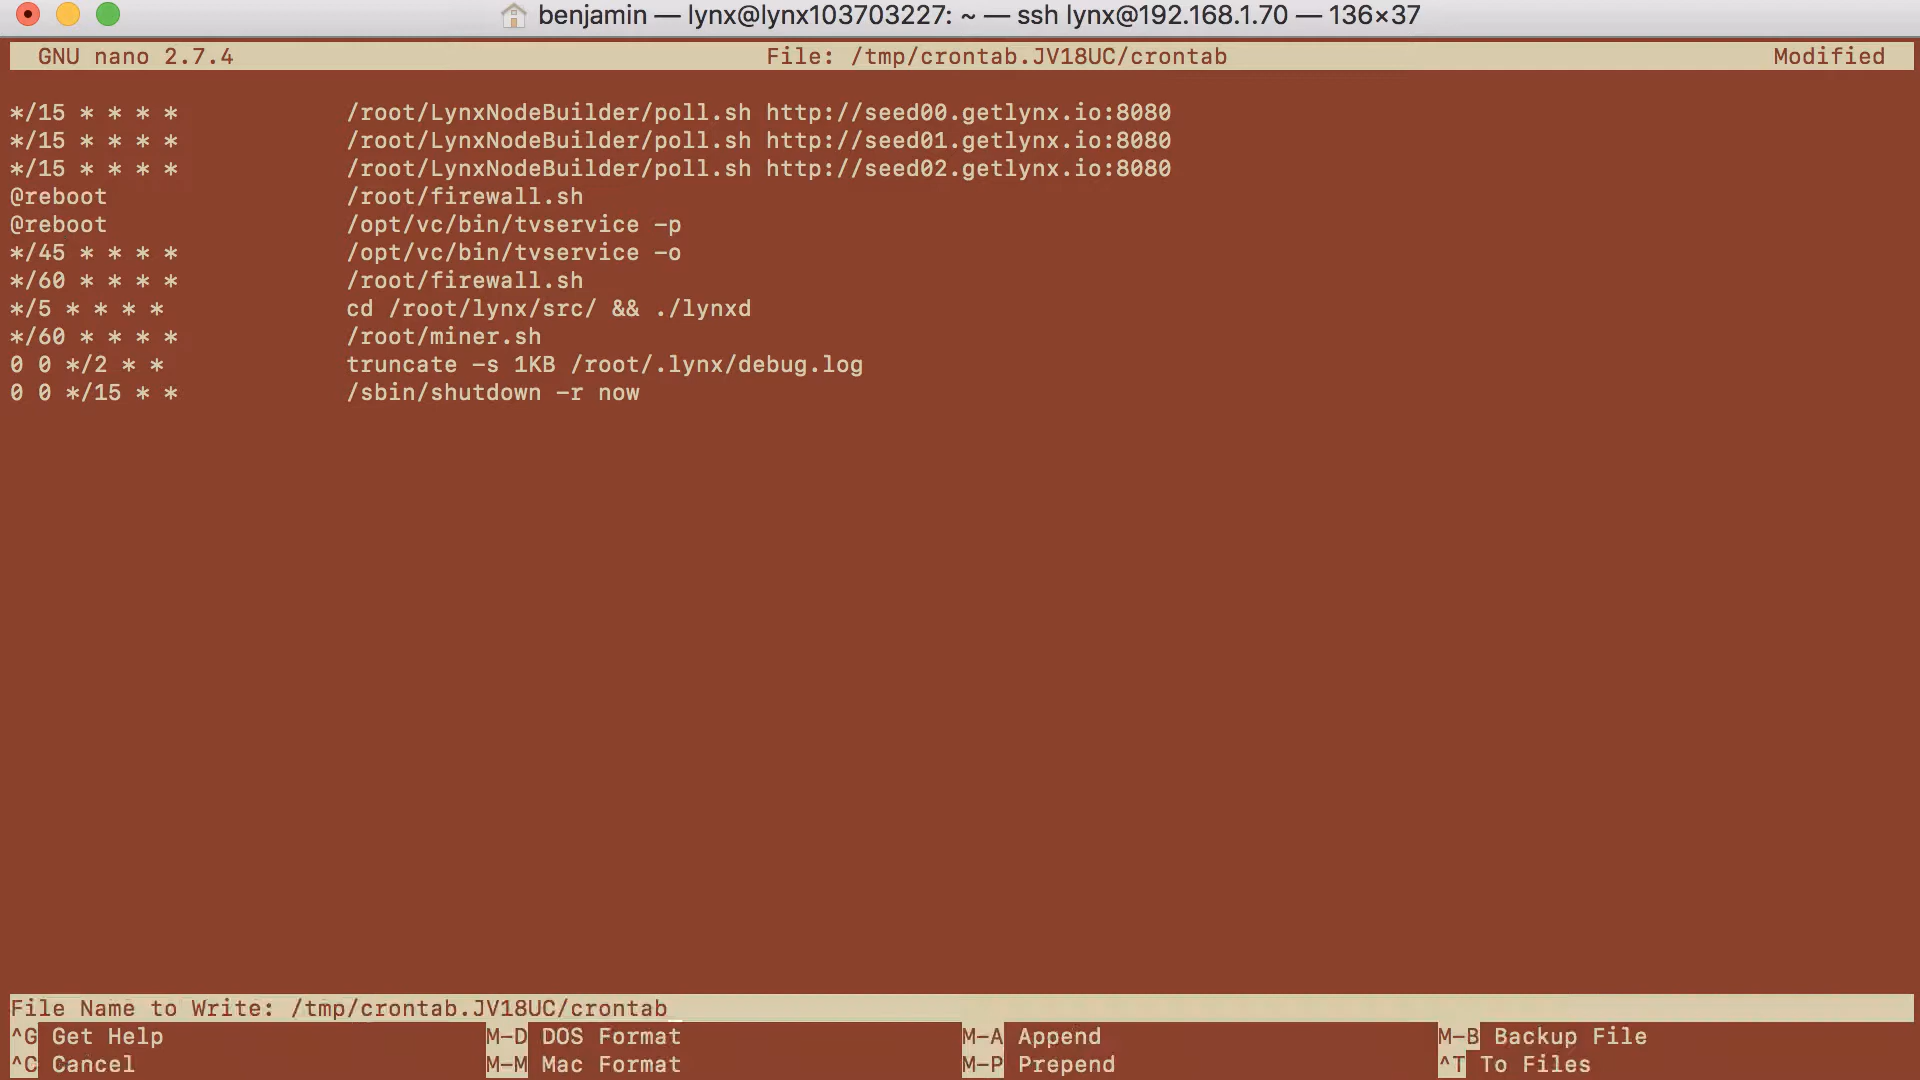 benjamin — lynx@lynx103703227: ~ — ssh lynx@192.168.1.70 — 136×37
GNU nano 2.7.4 File: /tmp/crontab.JV18UC/crontab Modified
*/15 * * * * /root/LynxNodeBuilder/poll.sh http://seed00.getlynx.io:8080
*/15 * * * * /root/LynxNodeBuilder/poll.sh http://seed01.getlynx.io:8080
*/15 * * * * /root/LynxNodeBuilder/poll.sh http://seed02.getlynx.io:8080
@reboot /root/firewall.sh
@reboot /opt/vc/bin/tvservice -p
*/45 * * * * /opt/vc/bin/tvservice -o
*/60 * * * * /root/firewall.sh
*/5 * * * * cd /root/lynx/src/ && ./lynxd
*/60 * * * * /root/miner.sh
0 0 */2 * * truncate -s 1KB /root/.lynx/debug.log
0 0 */15 * * /sbin/shutdown -r now
File Name to Write: /tmp/crontab.JV18UC/crontab
^G Get Help M-D DOS Format M-A Append M-B Backup File
^C Cancel M-M Mac Format M-P Prepend ^T To Files